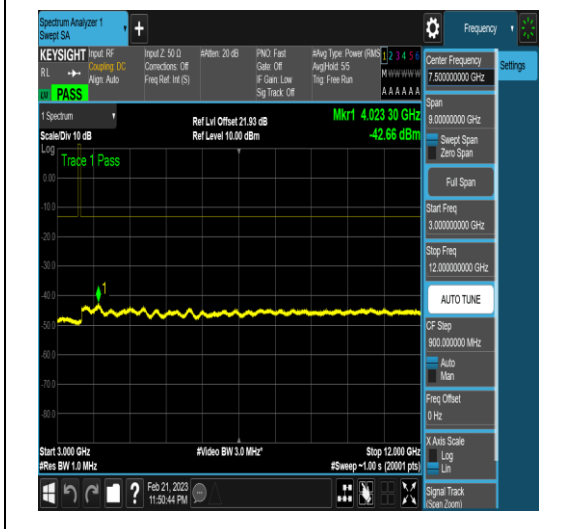 Spectrum Analyzer 1
Swept SA
+
Frequency
KEYSIGHT
RL
PASS
Input: RF
Coupling: DC
Align: Auto
Input Z: 50 Ω
Corrections: Off
Freq Ref: Int (S)
#Atten: 20 dB
PNO: Fast
Gate: Off
IF Gain: Low
Sig Track: Off
#Avg Type: Power (RMS
Avg|Hold: 5/5
Trig: Free Run
1 2 3 4 5 6
M W W W W W
A A A A A A
1 Spectrum
Scale/Div 10 dB
Ref Lvl Offset 21.93 dB
Ref Level 10.00 dBm
Mkr1 4.023 30 GHz
-42.66 dBm
Log
Trace 1 Pass
0.00
-10.0
-20.0
-30.0
-40.0
-50.0
-60.0
-70.0
-80.0
1
Start 3.000 GHz
#Res BW 1.0 MHz
#Video BW 3.0 MHz*
Stop 12.000 GHz
#Sweep ~1.00 s (20001 pts)
?
Feb 21, 2023
11:50:44 PM
Center Frequency
7.500000000 GHz
Settings
Span
9.00000000 GHz
Swept Span
Zero Span
Full Span
Start Freq
3.000000000 GHz
Stop Freq
12.000000000 GHz
AUTO TUNE
CF Step
900.000000 MHz
Auto
Man
Freq Offset
0 Hz
X Axis Scale
Log
Lin
Signal Track
(Span Zoom)